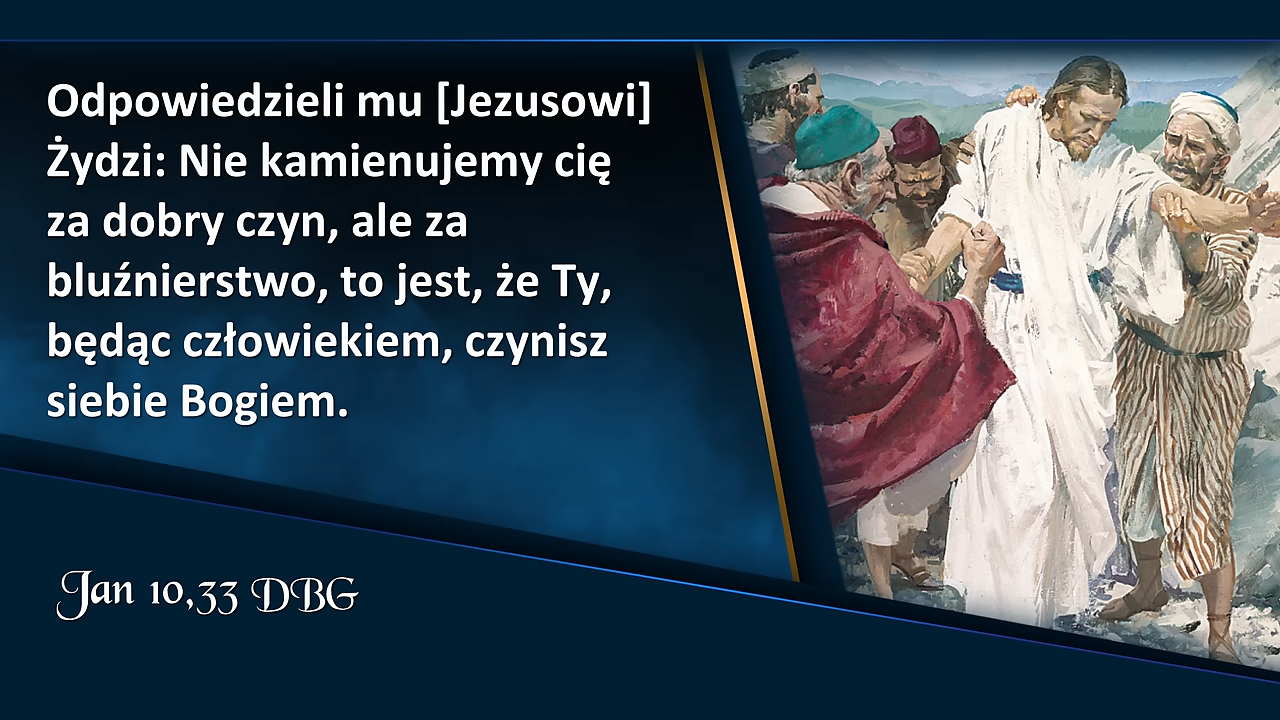 Odpowiedzieli mu [Jezusowi]
Żydzi: Nie kamienujemy cię
za dobry czyn, ale za
bluźnierstwo, to jest, że Ty,
będąc człowiekiem, czynisz
siebie Bogiem.
Jan 10,33 DBG